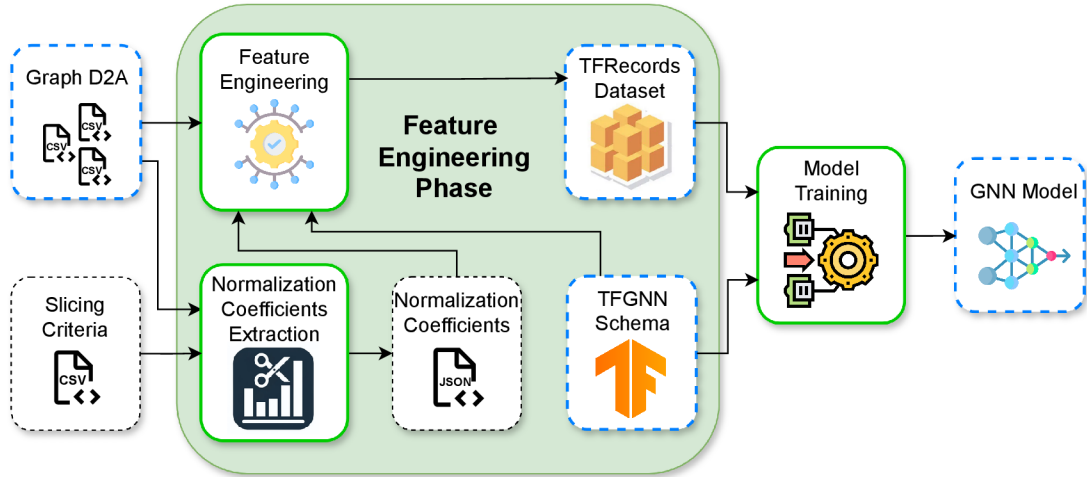 Graph D2A
CSV
CSV
CSV
Feature
Engineering
Feature
Engineering
Phase
TFRecords
Dataset
Model
Training
GNN Model
Slicing
Criteria
CSV
Normalization
Coefficients
Extraction
Normalization
Coefficients
JSON
TFGNN
Schema